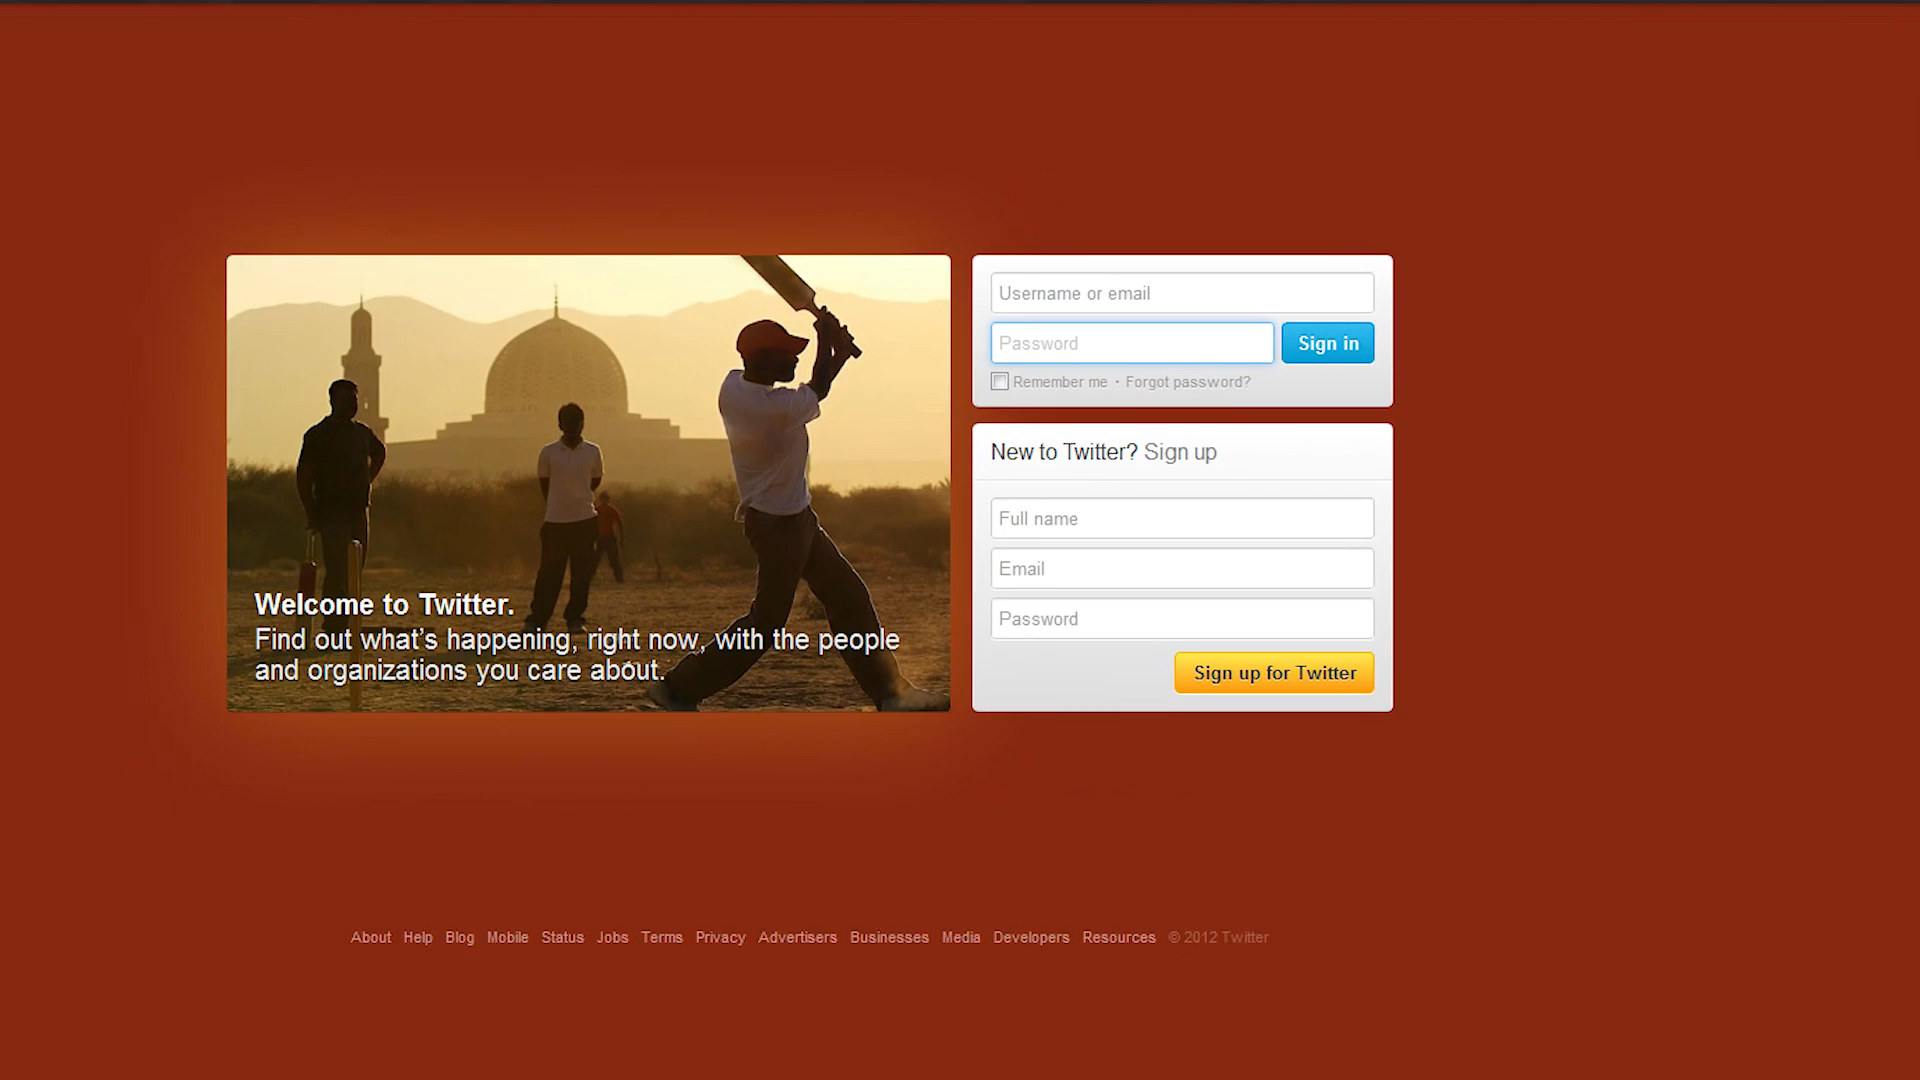 Welcome to Twitter.
Find out what’s happening, right now, with the people
and organizations you care about.
Username or email
Password
Sign in
Remember me · Forgot password?
New to Twitter? Sign up
Full name
Email
Password
Sign up for Twitter
About Help Blog Mobile Status Jobs Terms Privacy Advertisers Businesses Media Developers Resources © 2012 Twitter